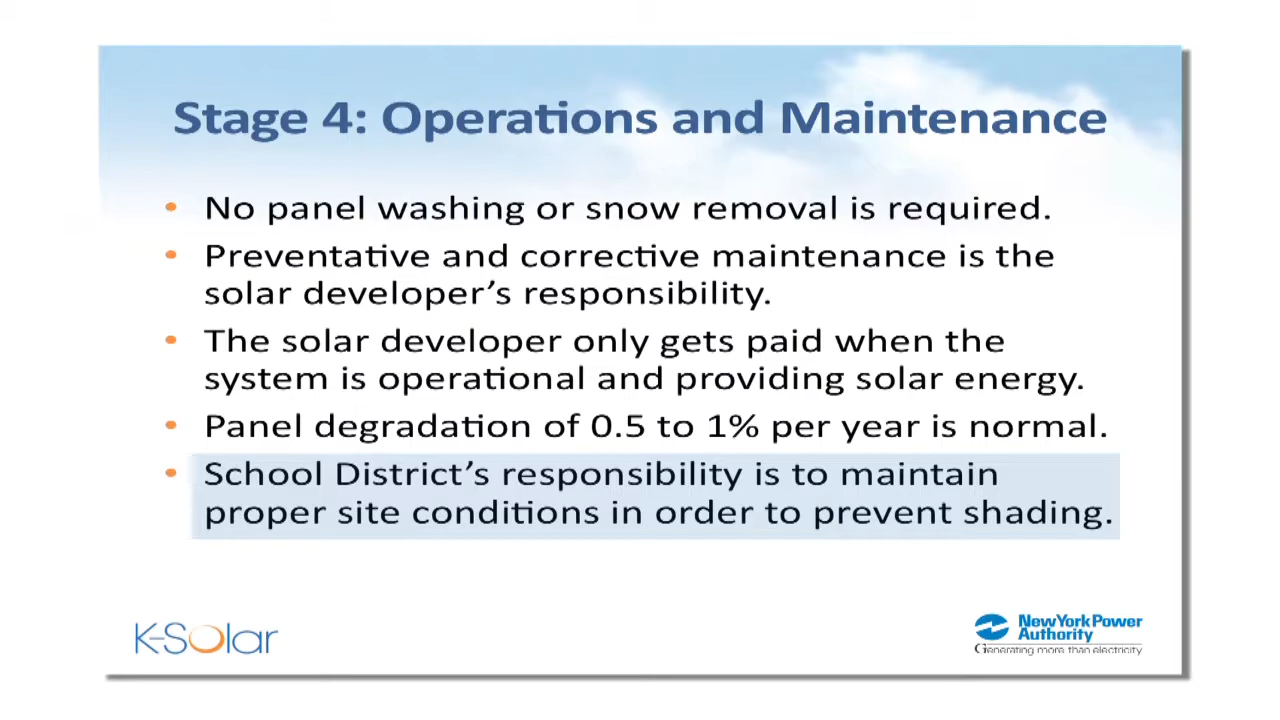 Stage 4: Operations and Maintenance
• No panel washing or snow removal is required.
• Preventative and corrective maintenance is the
solar developer’s responsibility.
• The solar developer only gets paid when the
system is operational and providing solar energy.
• Panel degradation of 0.5 to 1% per year is normal.
• School District’s responsibility is to maintain
proper site conditions in order to prevent shading.
K-Solar
New York Power
Authority
Generating more than electricity